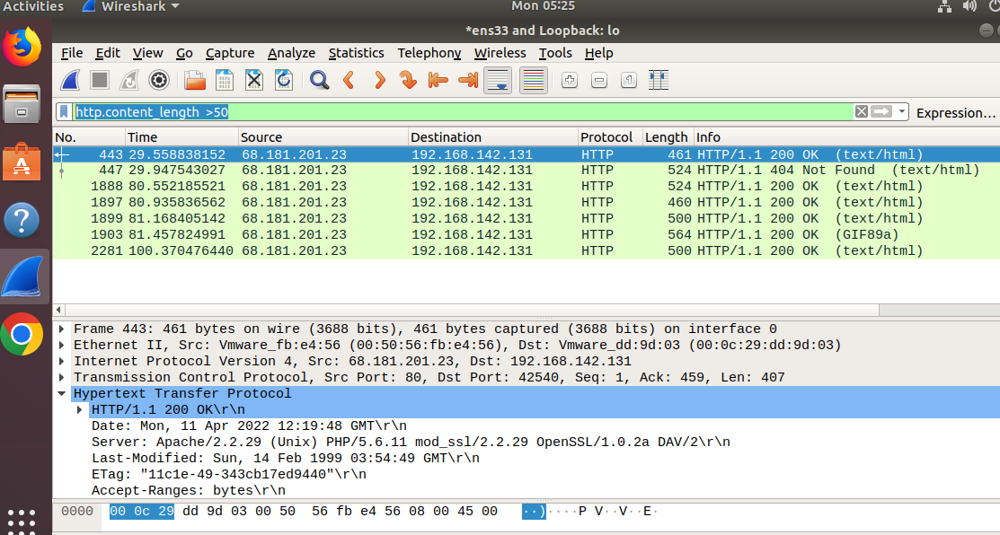 Activities Wireshark Mon 05:25
*ens33 and Loopback: lo
File Edit View Go Capture Analyze Statistics Telephony Wireless Tools Help
http.content_length >50 Expression…
No. Time Source Destination Protocol Length Info
443 29.558838152 68.181.201.23 192.168.142.131 HTTP 461 HTTP/1.1 200 OK (text/html)
447 29.947543027 68.181.201.23 192.168.142.131 HTTP 524 HTTP/1.1 404 Not Found (text/html)
1888 80.552185521 68.181.201.23 192.168.142.131 HTTP 524 HTTP/1.1 200 OK (text/html)
1897 80.935836562 68.181.201.23 192.168.142.131 HTTP 460 HTTP/1.1 200 OK (text/html)
1899 81.168405142 68.181.201.23 192.168.142.131 HTTP 500 HTTP/1.1 200 OK (text/html)
1903 81.457824991 68.181.201.23 192.168.142.131 HTTP 564 HTTP/1.1 200 OK (GIF89a)
2281 100.370476440 68.181.201.23 192.168.142.131 HTTP 500 HTTP/1.1 200 OK (text/html)
Frame 443: 461 bytes on wire (3688 bits), 461 bytes captured (3688 bits) on interface 0
Ethernet II, Src: Vmware_fb:e4:56 (00:50:56:fb:e4:56), Dst: Vmware_dd:9d:03 (00:0c:29:dd:9d:03)
Internet Protocol Version 4, Src: 68.181.201.23, Dst: 192.168.142.131
Transmission Control Protocol, Src Port: 80, Dst Port: 42540, Seq: 1, Ack: 459, Len: 407
Hypertext Transfer Protocol
HTTP/1.1 200 OK\r\n
Date: Mon, 11 Apr 2022 12:19:48 GMT\r\n
Server: Apache/2.2.29 (Unix) PHP/5.6.11 mod_ssl/2.2.29 OpenSSL/1.0.2a DAV/2\r\n
Last-Modified: Sun, 14 Feb 1999 03:54:49 GMT\r\n
ETag: "11c1e-49-343cb17ed9440"\r\n
Accept-Ranges: bytes\r\n
0000 00 0c 29 dd 9d 03 00 50 56 fb e4 56 08 00 45 00 ··)····P V··V··E·